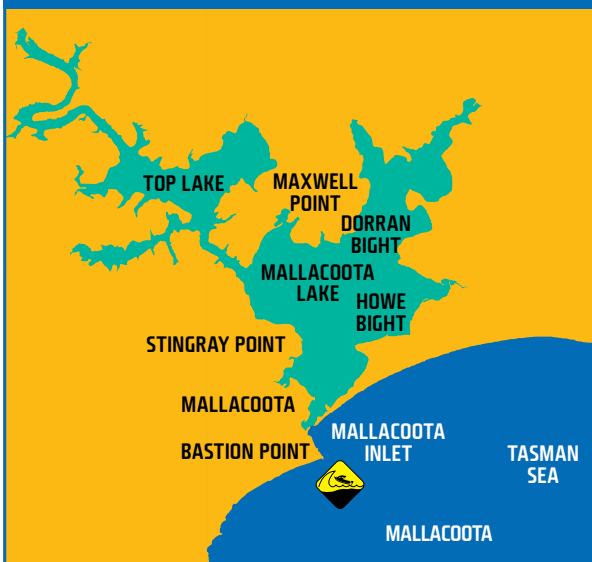 TOP LAKE
MAXWELL
POINT
DORRAN
BIGHT
MALLACOOTA
LAKE
HOWE
BIGHT
STINGRAY POINT
MALLACOOTA
BASTION POINT
MALLACOOTA
INLET
TASMAN
SEA
MALLACOOTA